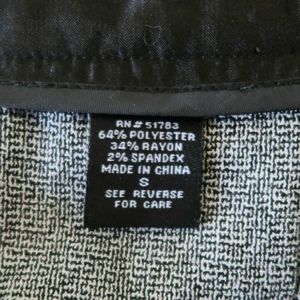 RN# 51783
64% POLYESTER
34% RAYON
2% SPANDEX
MADE IN CHINA
S
SEE REVERSE
FOR CARE